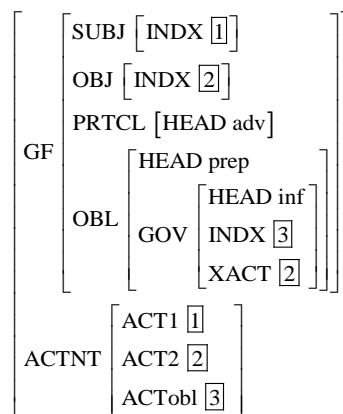 SUBJ [INDX 1]
OBJ [INDX 2]
PRTCL [HEAD adv]
HEAD prep
GF
HEAD inf
OBL
GOV
INDX 3
XACT 2
ACT1 1
ACTNT
ACT2 2
ACTobl 3